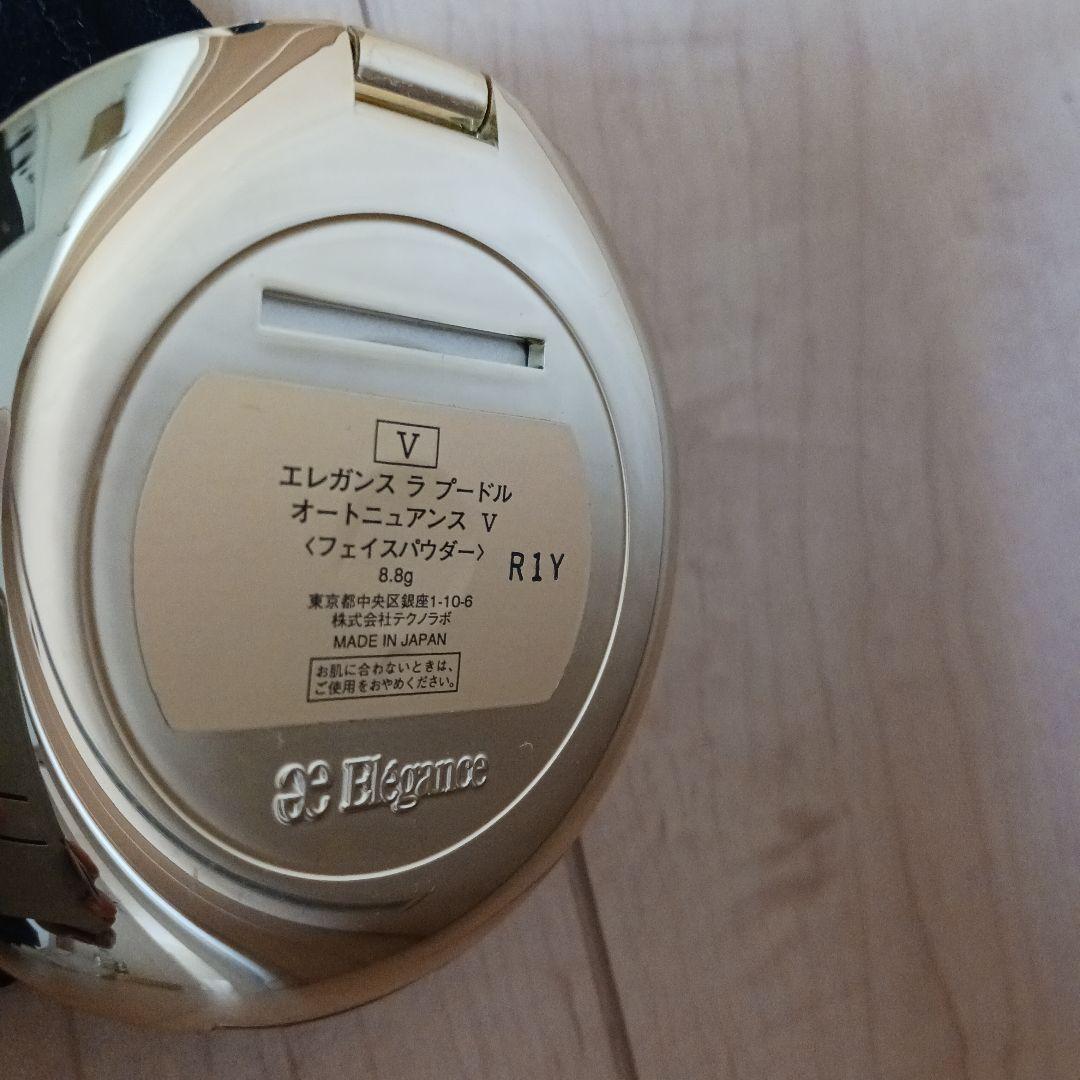 V
エレガンス ラ プードル
オートニュアンス V
〈フェイスパウダー〉
R1Y
8.8g
東京都中央区銀座1-10-6
株式会社テクノラボ
MADE IN JAPAN
お肌に合わないときは、
ご使用をおやめください。
Elégance